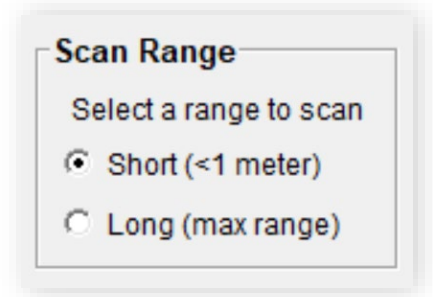 Scan Range
Select a range to scan
Short (<1 meter)
Long (max range)